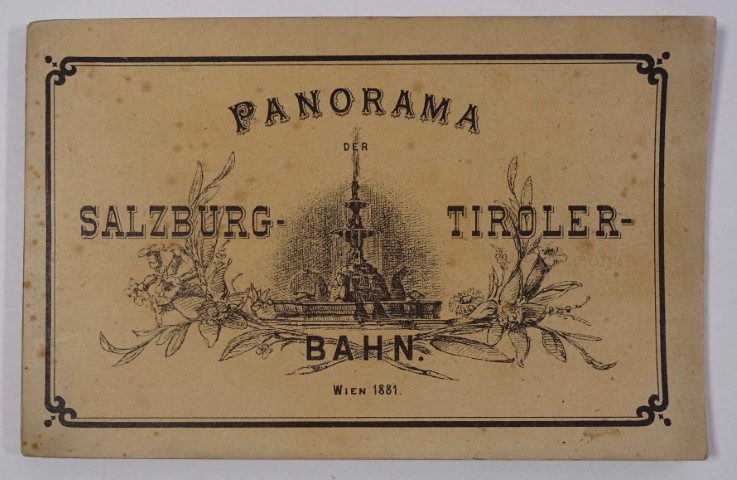 PANORAMA
DER
SALZBURG- TIROLER-
BAHN.
WIEN 1881.